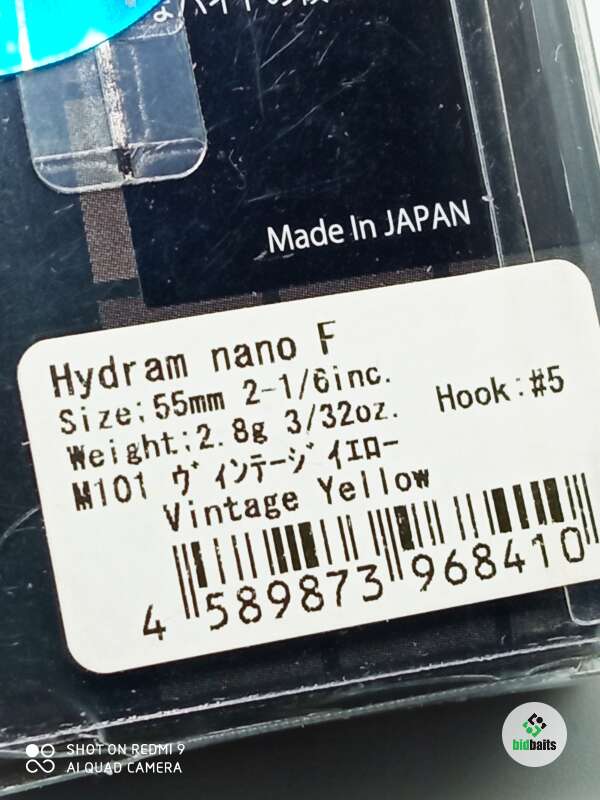 Made In JAPAN
Hydram nano F
Size:55mm 2-1/6inc.
Weight:2.8g 3/32oz. Hook:#5
M101 ヴィンテージイエロー
Vintage Yellow
4 589873 968410
SHOT ON REDMI 9
AI QUAD CAMERA
bidbaits